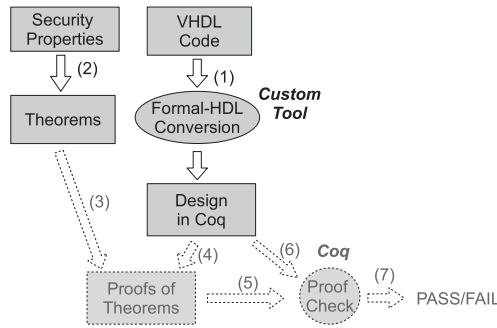 Security
Properties
VHDL
Code
(2)
(1)
Custom
Tool
Theorems
Formal-HDL
Conversion
(3)
Design
in Coq
(4)
(6)
Coq
Proofs of
Theorems
(5)
Proof
Check
(7)
PASS/FAIL